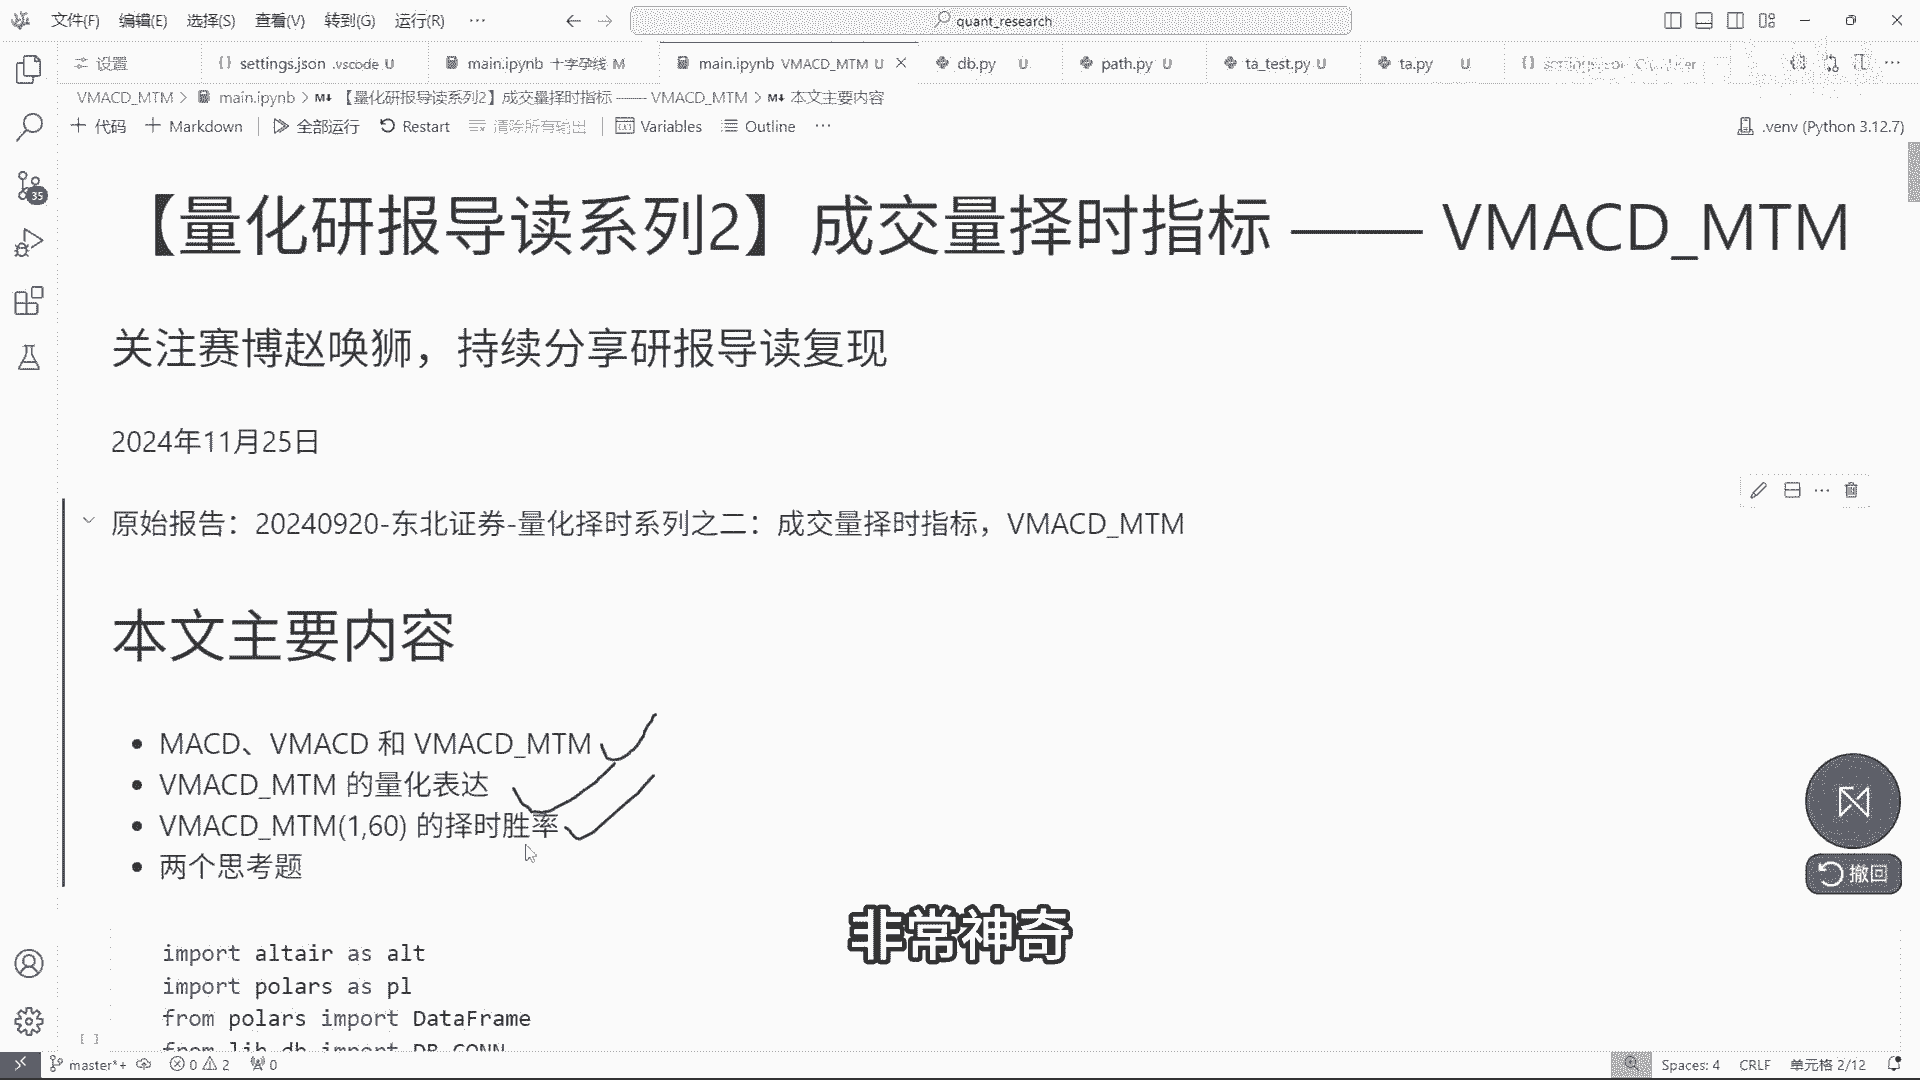 文件(F) 编辑(E) 选择(S) 查看(V) 转到(G) 运行(R) ··· quant_research
设置 settings.json .vscode U main.ipynb 十字孕线 M main.ipynb VMACD_MTM U db.py U path.py U ta_test.py U ta.py U
VMACD_MTM > main.ipynb > M↓ 【量化研报导读系列2】成交量择时指标 —— VMACD_MTM > M↓ 本文主要内容
代码 Markdown 全部运行 Restart 清除所有输出 Variables Outline ··· .venv (Python 3.12.7)
35
【量化研报导读系列2】成交量择时指标 —— VMACD_MTM
关注赛博赵唤狮，持续分享研报导读复现
2024年11月25日
原始报告：20240920-东北证券-量化择时系列之二：成交量择时指标，VMACD_MTM
本文主要内容
• MACD、VMACD 和 VMACD_MTM
• VMACD_MTM 的量化表达
• VMACD_MTM(1,60) 的择时胜率
• 两个思考题
撤回
非常神奇
import altair as alt
import polars as pl
from polars import DataFrame
from lib.db import DB_CONN
[ ]
master*+ 0 2 0 Spaces: 4 CRLF 单元格 2/12